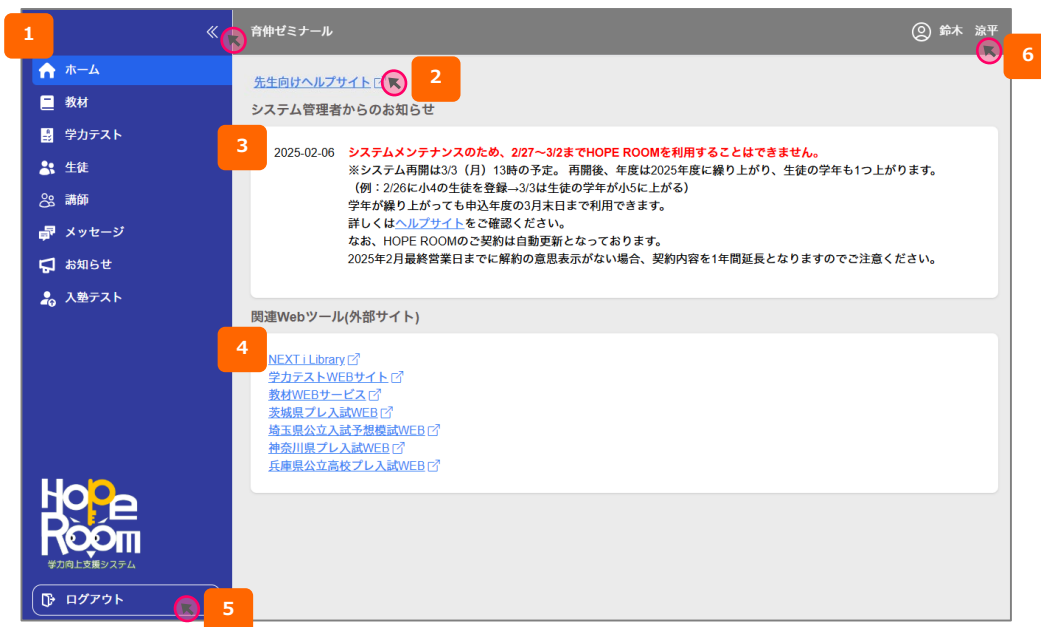 1
育伸ゼミナール
鈴木 涼平
6
ホーム
教材
学力テスト
生徒
講師
メッセージ
お知らせ
入塾テスト
先生向けヘルプサイト
2
システム管理者からのお知らせ
3
2025-02-06 システムメンテナンスのため、2/27～3/2までHOPE ROOMを利用することはできません。
※システム再開は3/3（月）13時の予定。 再開後、年度は2025年度に繰り上がり、生徒の学年も1つ上がります。
（例：2/26に小4の生徒を登録→3/3は生徒の学年が小5に上がる）
学年が繰り上がっても申込年度の3月末日まで利用できます。
詳しくはヘルプサイトをご確認ください。
なお、HOPE ROOMのご契約は自動更新となっております。
2025年2月最終営業日までに解約の意思表示がない場合、契約内容を1年間延長となりますのでご注意ください。
関連Webツール(外部サイト)
4
NEXT i Library
学力テストWEBサイト
教材WEBサービス
茨城県プレ入試WEB
埼玉県公立入試予想模試WEB
神奈川県プレ入試WEB
兵庫県公立高校プレ入試WEB
Hope
Room
学力向上支援システム
ログアウト
5